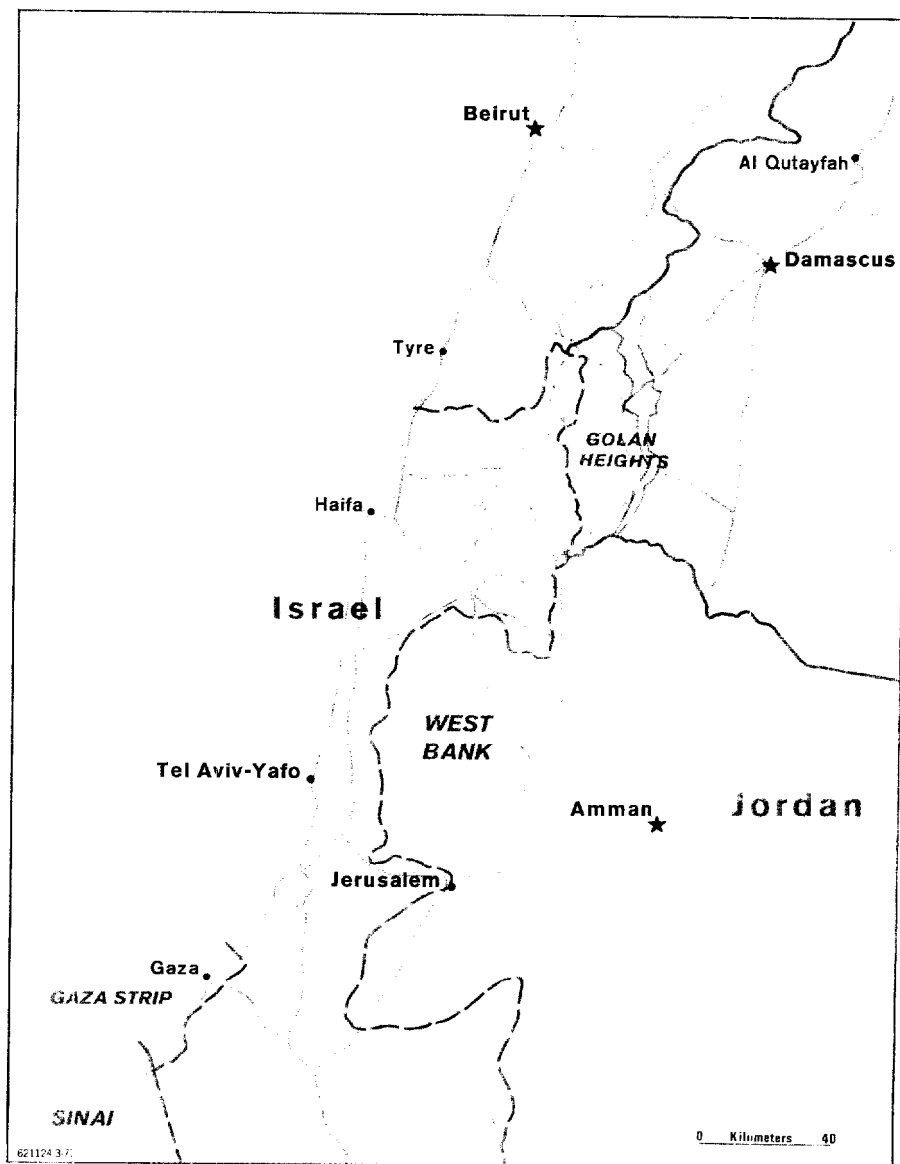 Beirut
Al Qutayfah
Damascus
Tyre
GOLAN
HEIGHTS
Haifa
Israel
WEST
BANK
Tel Aviv-Yafo
Amman
Jordan
Jerusalem
Gaza
GAZA STRIP
SINAI
0 Kilometers 40
621124